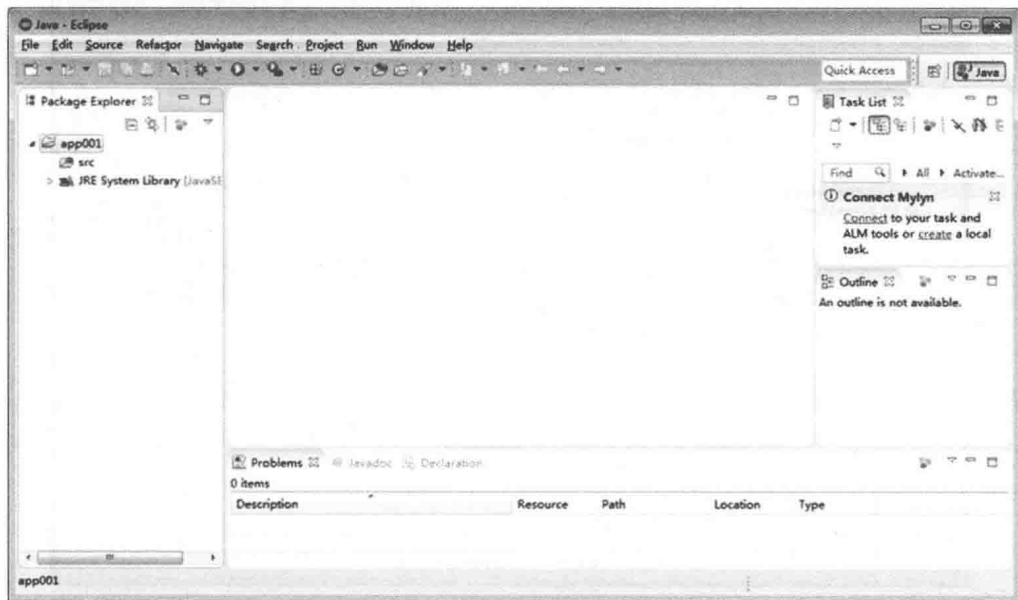 Java - Eclipse
File Edit Source Refactor Navigate Search Project Run Window Help
Quick Access
Java
Package Explorer
app001
src
JRE System Library [JavaSE
Task List
Find
All
Activate...
Connect Mylyn
Connect to your task and
ALM tools or create a local
task.
Outline
An outline is not available.
Problems Javadoc Declaration
0 items
Description Resource Path Location Type
app001